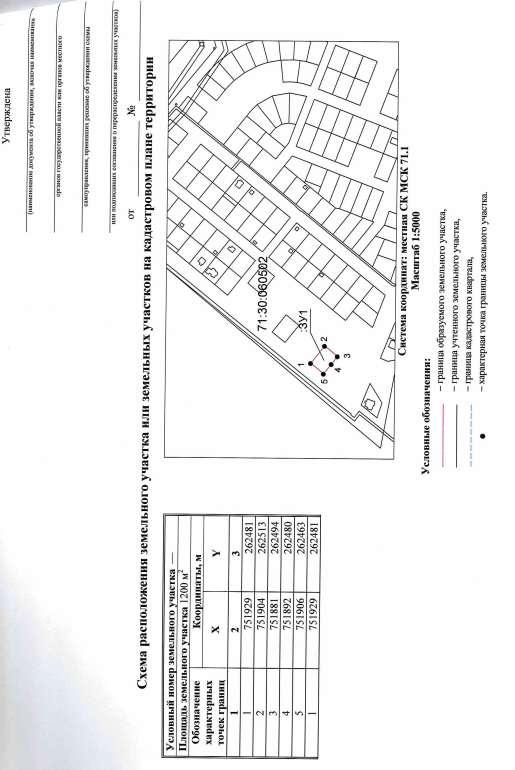 Утверждена
(наименование документа об утверждении, включая наименования
органов государственной власти или органов местного
самоуправления, принявших решение об утверждении схемы
или подписавших соглашение о перераспределении земельных участков)
от № 
Схема расположения земельного участка или земельных участков на кадастровом плане территории
Условный номер земельного участка —
Площадь земельного участка 1200 м²
Обозначение характерных точек границ Координаты, м
X Y
1 2 3
1 751929 262481
2 751904 262513
3 751881 262494
4 751892 262480
5 751906 262463
1 751929 262481
71:30:060502
:ЗУ1
1
2
3
4
5
Система координат: местная СК МСК 71.1
Масштаб 1:5000
Условные обозначения:
– граница образуемого земельного участка,
– граница учтенного земельного участка,
– граница кадастрового квартала,
– характерная точка границы земельного участка.